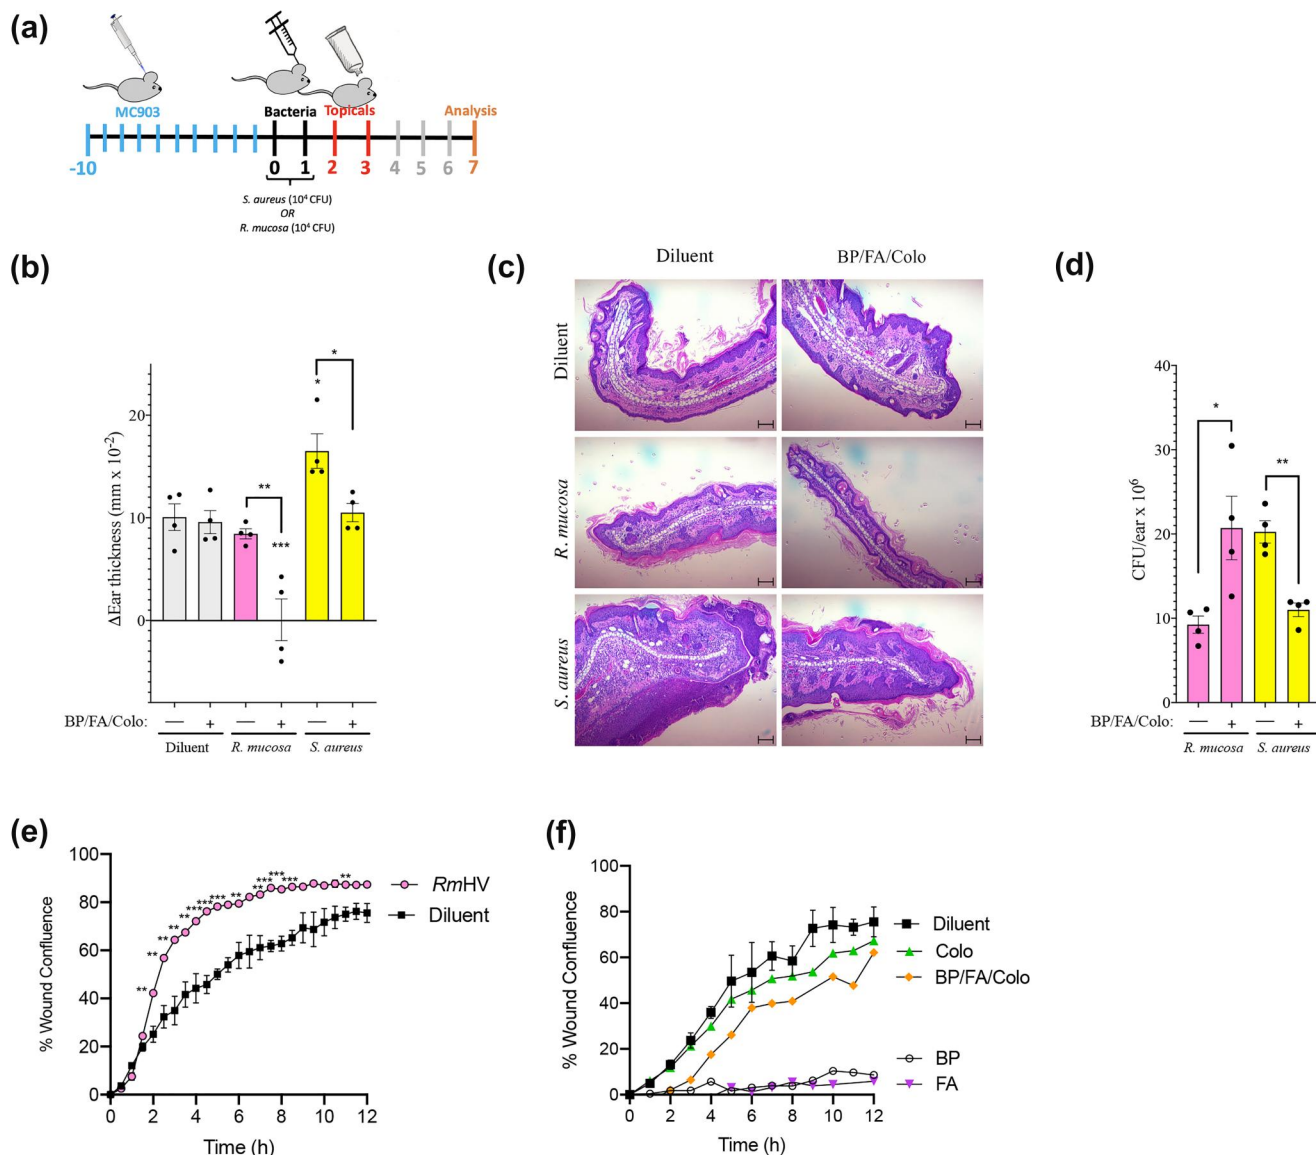 (a)
MC903
Bacteria
Topicals
Analysis
-10
0
1
2
3
4
5
6
7
S. aureus (10⁴ CFU)
OR
R. mucosa (10⁴ CFU)
(b)
ΔEar thickness (mm x 10⁻²)
20
10
0
*
*
**
***
BP/FA/Colo:
— + — + — +
Diluent
R. mucosa
S. aureus
(c)
Diluent
BP/FA/Colo
Diluent
R. mucosa
S. aureus
(d)
CFU/ear x 10⁶
40
30
20
10
0
*
**
BP/FA/Colo:
— + — +
R. mucosa
S. aureus
(e)
% Wound Confluence
100
80
60
40
20
0
** ** ** ** ** *** *** *** ** ** *** *** *** **
RmHV
Diluent
0 2 4 6 8 10 12
Time (h)
(f)
% Wound Confluence
100
80
60
40
20
0
Diluent
Colo
BP/FA/Colo
BP
FA
0 2 4 6 8 10 12
Time (h)